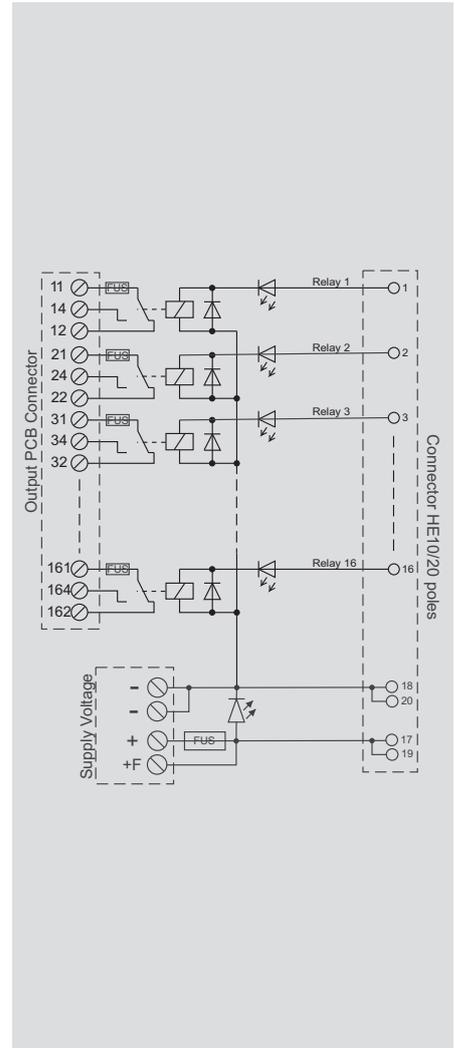 Output PCB Connector
11
FUS
14
12
Relay 1
1
21
FUS
24
22
Relay 2
2
31
FUS
34
32
Relay 3
3
161
FUS
164
162
Relay 16
16
Connector HE10/20 poles
Supply Voltage
-
-
+
+F
FUS
18
20
17
19